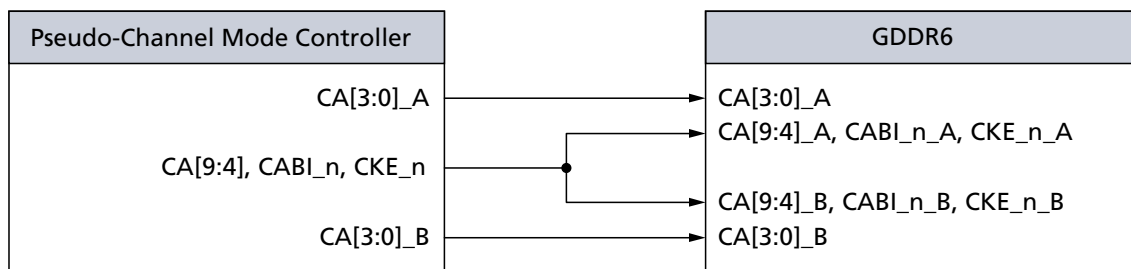 Pseudo-Channel Mode Controller
CA[3:0]_A
CA[9:4], CABI_n, CKE_n
CA[3:0]_B
GDDR6
CA[3:0]_A
CA[9:4]_A, CABI_n_A, CKE_n_A
CA[9:4]_B, CABI_n_B, CKE_n_B
CA[3:0]_B